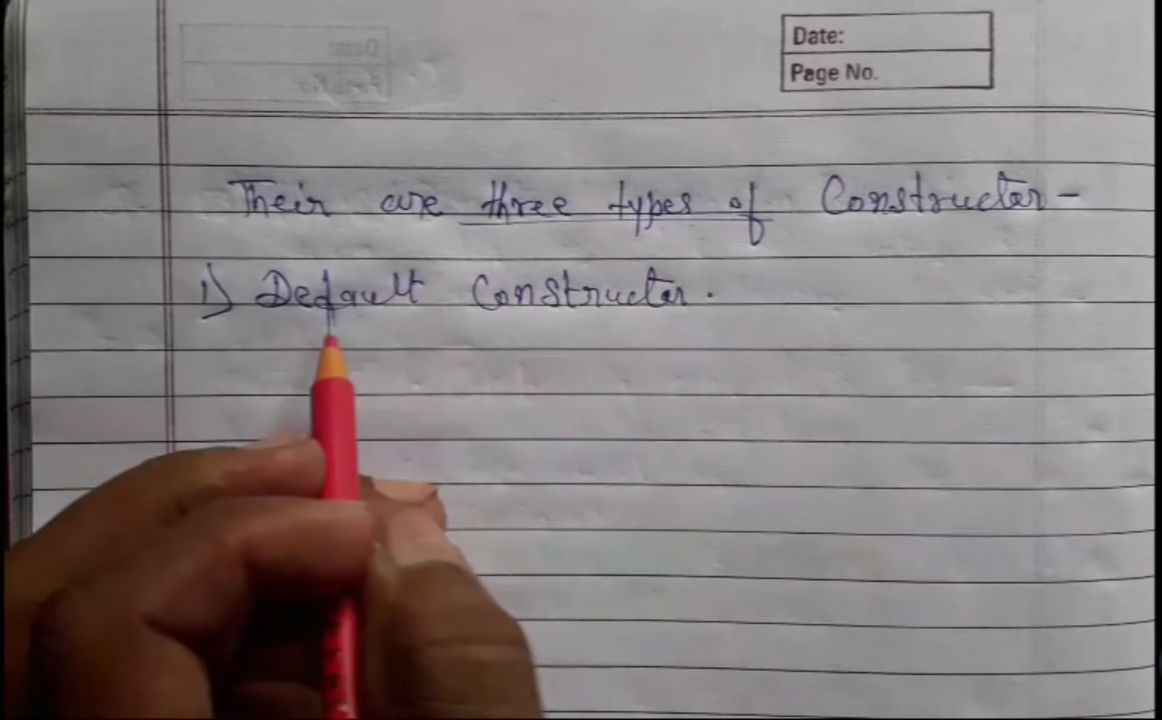 Date:
Page No.
Their are three types of Constructor -
1) Default Constructor.